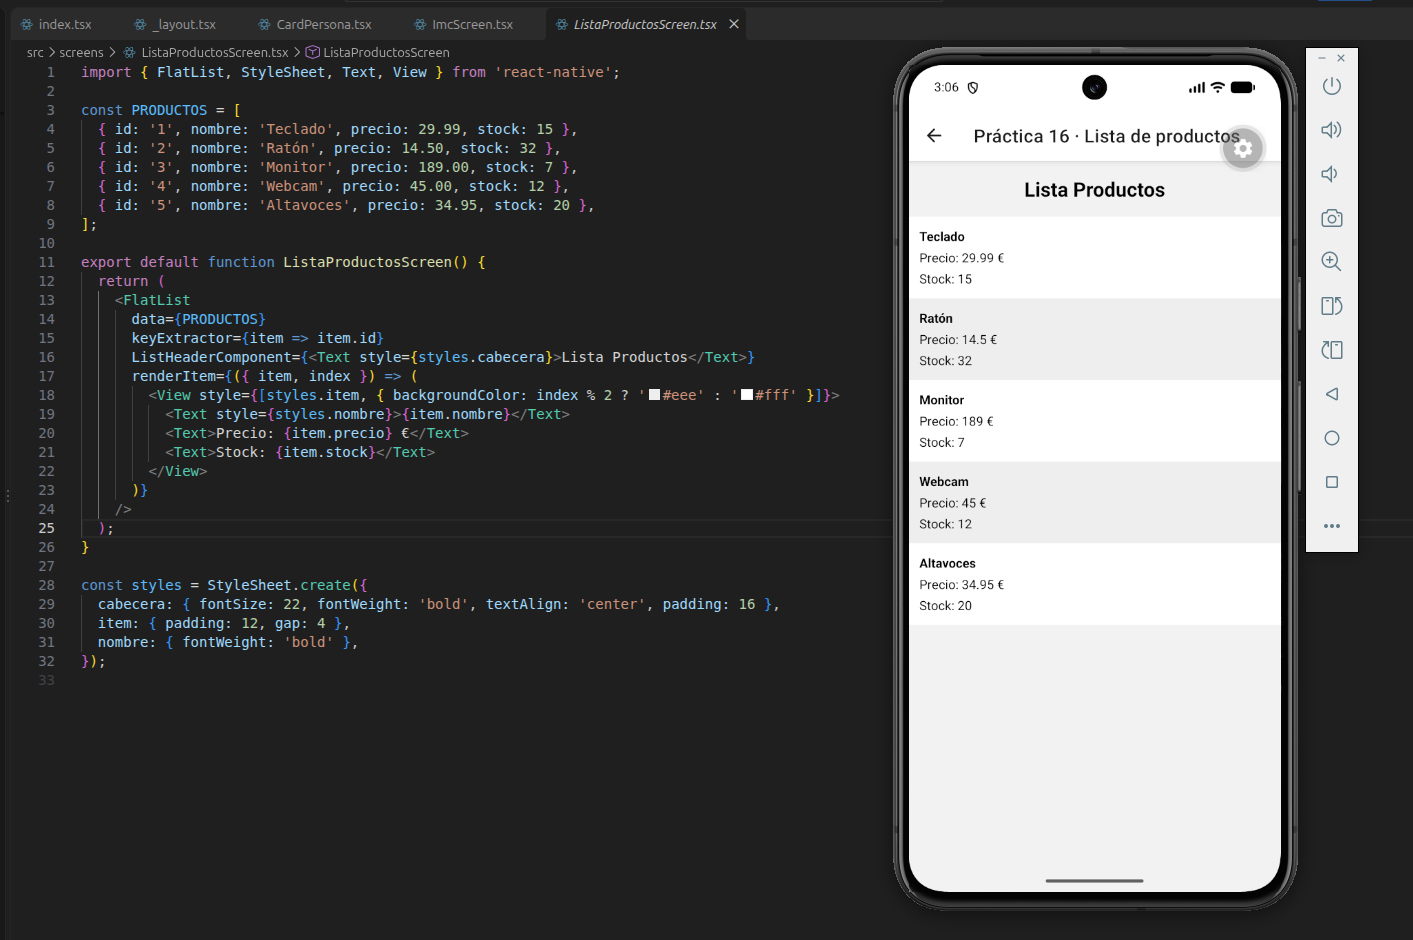 index.tsx
_layout.tsx
CardPersona.tsx
ImcScreen.tsx
ListaProductosScreen.tsx
src > screens > ListaProductosScreen.tsx > ListaProductosScreen
1 import { FlatList, StyleSheet, Text, View } from 'react-native';
2
3 const PRODUCTOS = [
4 { id: '1', nombre: 'Teclado', precio: 29.99, stock: 15 },
5 { id: '2', nombre: 'Ratón', precio: 14.50, stock: 32 },
6 { id: '3', nombre: 'Monitor', precio: 189.00, stock: 7 },
7 { id: '4', nombre: 'Webcam', precio: 45.00, stock: 12 },
8 { id: '5', nombre: 'Altavoces', precio: 34.95, stock: 20 },
9 ];
10
11 export default function ListaProductosScreen() {
12 return (
13 <FlatList
14 data={PRODUCTOS}
15 keyExtractor={item => item.id}
16 ListHeaderComponent={<Text style={styles.cabecera}>Lista Productos</Text>}
17 renderItem={({ item, index }) => (
18 <View style={[styles.item, { backgroundColor: index % 2 ? '#eee' : '#fff' }]}>
19 <Text style={styles.nombre}>{item.nombre}</Text>
20 <Text>Precio: {item.precio} €</Text>
21 <Text>Stock: {item.stock}</Text>
22 </View>
23 )}
24 />
25 );
26 }
27
28 const styles = StyleSheet.create({
29 cabecera: { fontSize: 22, fontWeight: 'bold', textAlign: 'center', padding: 16 },
30 item: { padding: 12, gap: 4 },
31 nombre: { fontWeight: 'bold' },
32 });
33
3:06
Práctica 16 · Lista de productos
Lista Productos
Teclado
Precio: 29.99 €
Stock: 15
Ratón
Precio: 14.5 €
Stock: 32
Monitor
Precio: 189 €
Stock: 7
Webcam
Precio: 45 €
Stock: 12
Altavoces
Precio: 34.95 €
Stock: 20